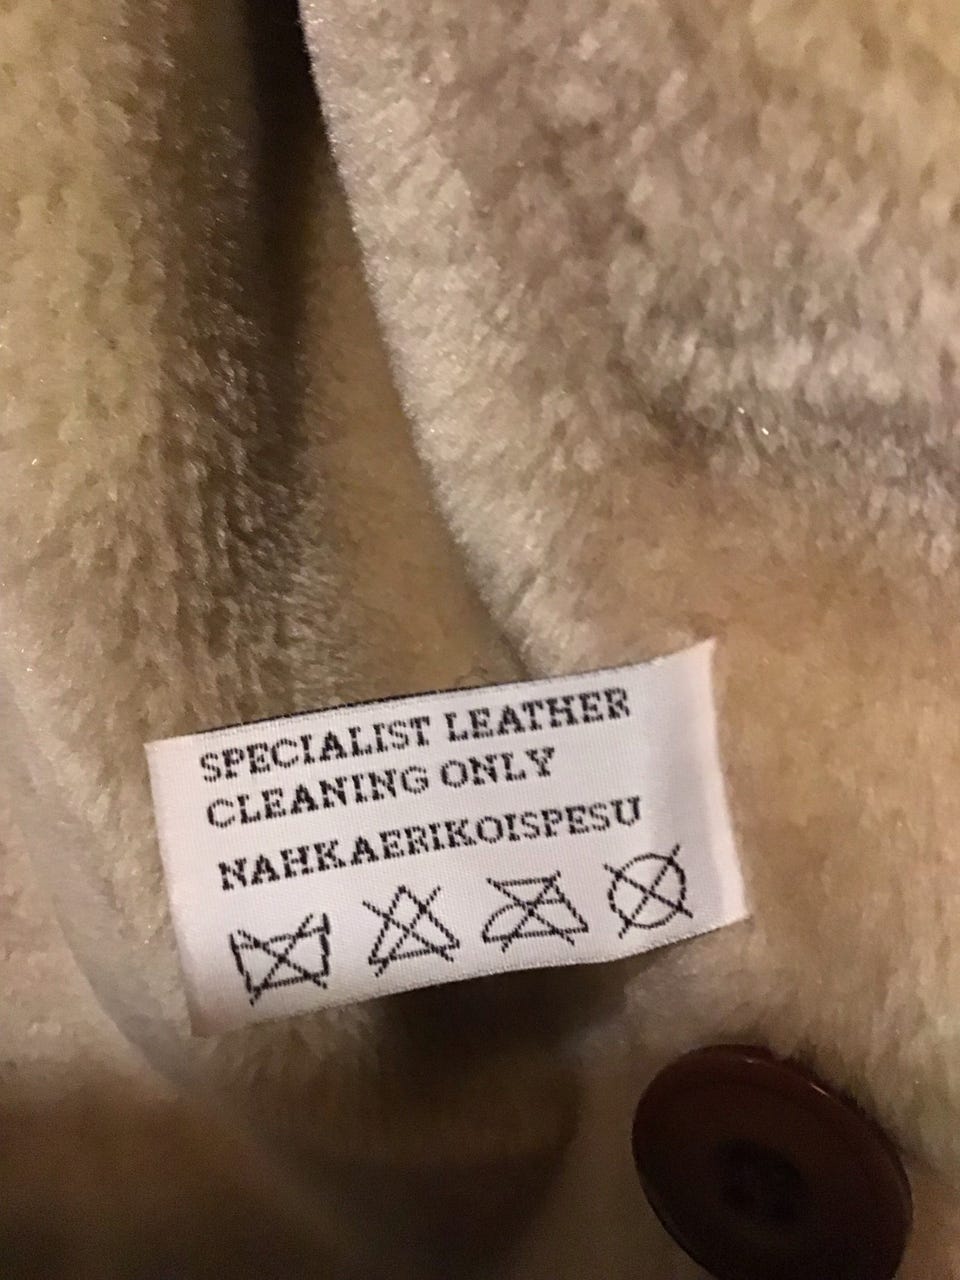 SPECIALIST LEATHER
CLEANING ONLY
NAHKAERIKOISPESU